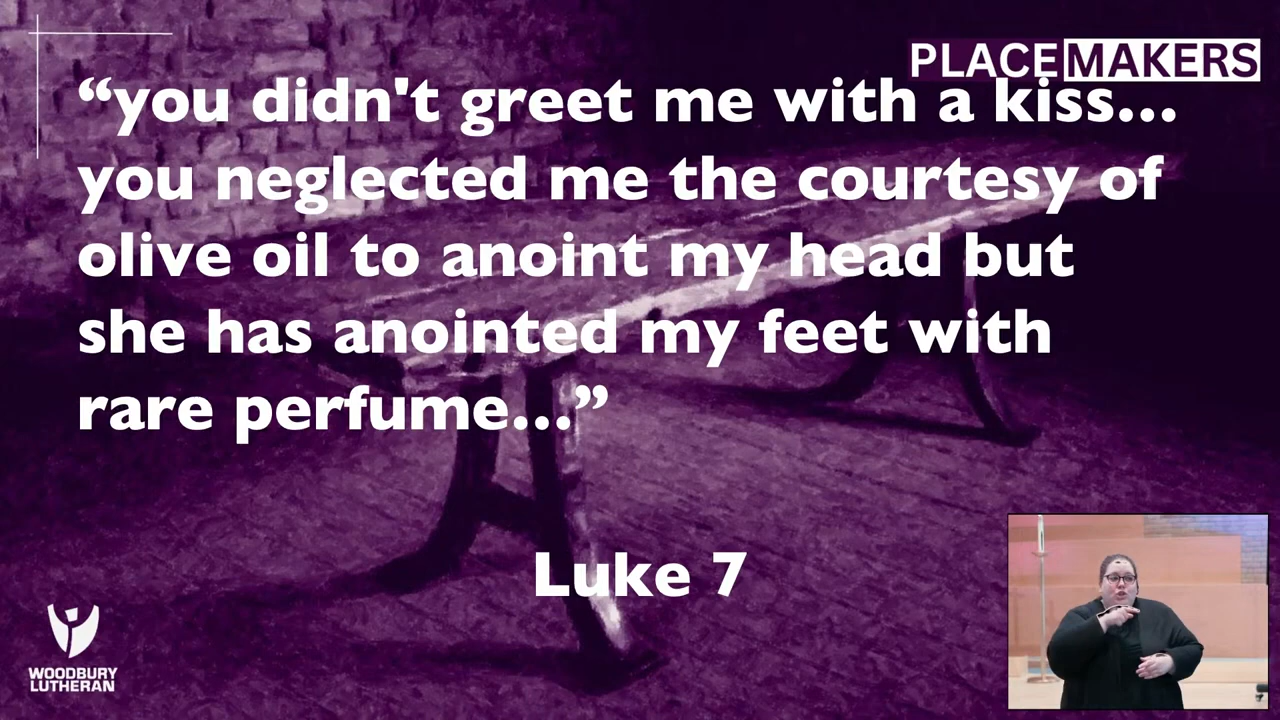 PLACEMAKERS
“you didn't greet me with a kiss...
you neglected me the courtesy of
olive oil to anoint my head but
she has anointed my feet with
rare perfume...”
Luke 7
WOODBURY
LUTHERAN